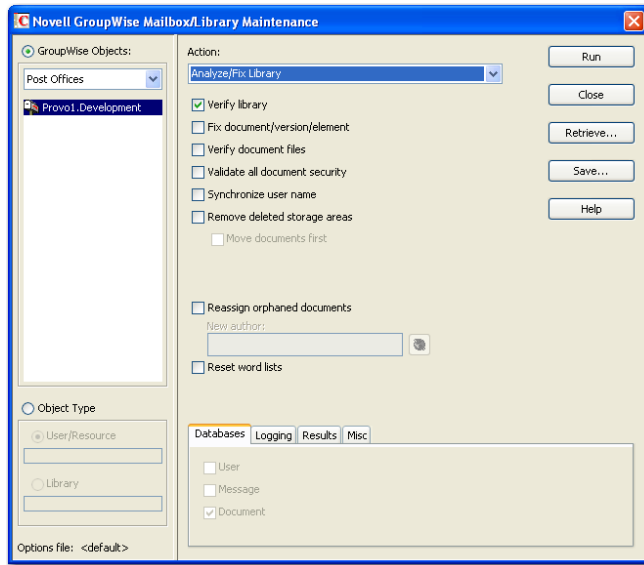 Novell GroupWise Mailbox/Library Maintenance
GroupWise Objects:
Post Offices
Provo1.Development
Object Type
User/Resource
Library
Options file: <default>
Action:
Analyze/Fix Library
Verify library
Fix document/version/element
Verify document files
Validate all document security
Synchronize user name
Remove deleted storage areas
Move documents first
Reassign orphaned documents
New author:
Reset word lists
Databases Logging Results Misc
User
Message
Document
Run
Close
Retrieve...
Save...
Help